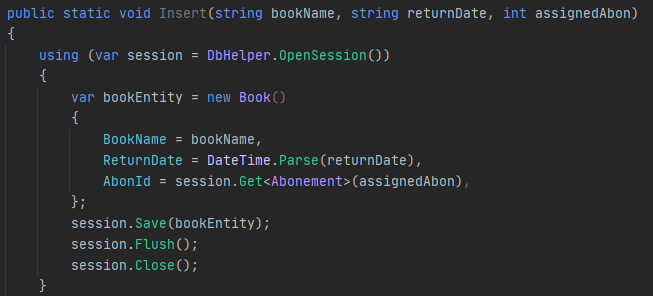 public static void Insert(string bookName, string returnDate, int assignedAbon)
{
    using (var session = DbHelper.OpenSession())
    {
        var bookEntity = new Book()
        {
            BookName = bookName,
            ReturnDate = DateTime.Parse(returnDate),
            AbonId = session.Get<Abonement>(assignedAbon),
        };
        session.Save(bookEntity);
        session.Flush();
        session.Close();
    }